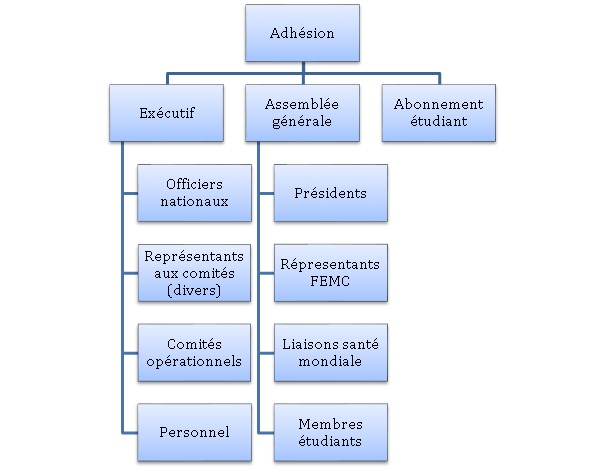 Adhésion
Exécutif
Assemblée
générale
Abonnement
étudiant
Officiers
nationaux
Présidents
Représentants
aux comités
(divers)
Répresentants
FEMC
Comités
opérationnels
Liaisons santé
mondiale
Personnel
Membres
étudiants